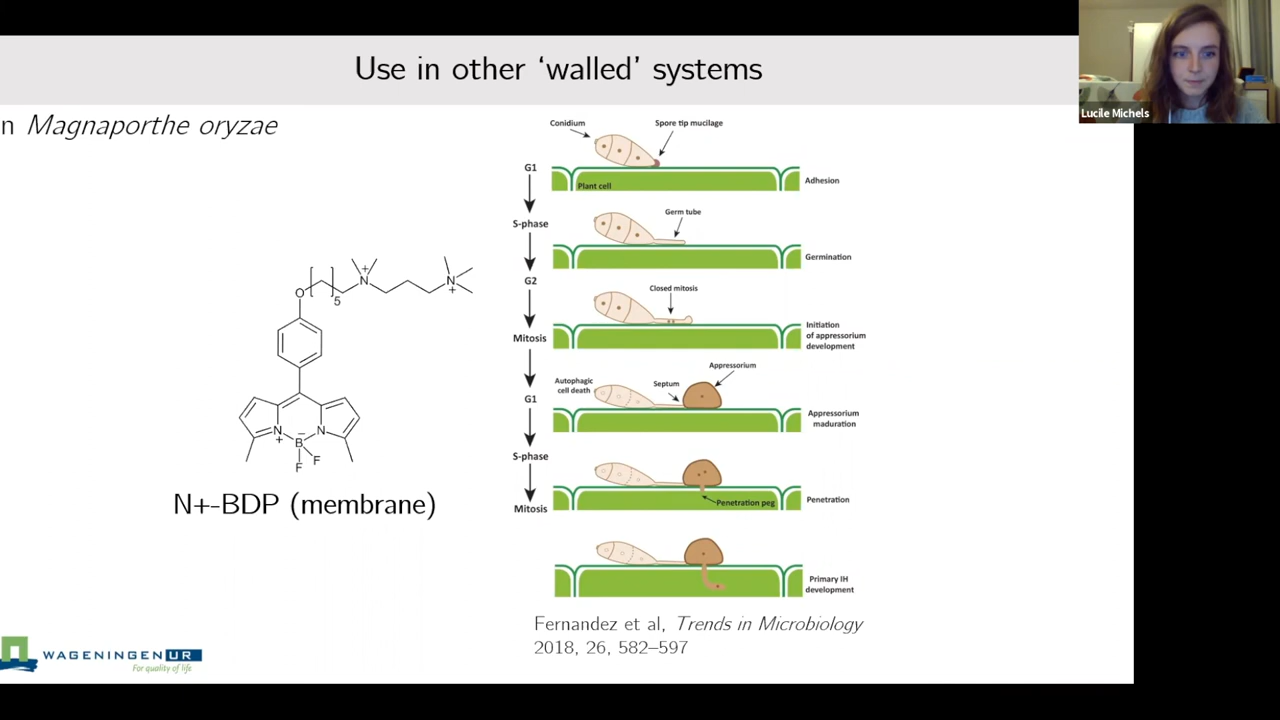 Use in other ‘walled’ systems
Lucile Michels
n Magnaporthe oryzae
Conidium
Spore tip mucilage
G1
Plant cell
Adhesion
S-phase
Germ tube
Germination
G2
Closed mitosis
Mitosis
Initiation
of appressorium
development
Autophagic
cell death
Septum
Appressorium
G1
Appressorium
maduration
S-phase
Penetration peg
Penetration
Mitosis
Primary IH
development
O
5
N
+
N
+
N
+
B
−
N
F
F
N+-BDP (membrane)
Fernandez et al, Trends in Microbiology
2018, 26, 582–597
WAGENINGEN UR
For quality of life